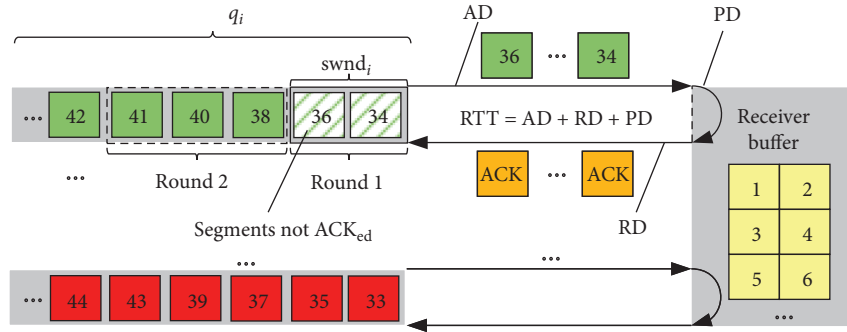 q_i
AD
PD
36 ... 34
swnd_i
... 42 41 40 38 36 34
RTT = AD + RD + PD
Receiver
buffer
...
Round 2
Round 1
ACK ... ACK
1 2
Segments not ACK_ed
RD
3 4
...
...
5 6
... 44 43 39 37 35 33
...